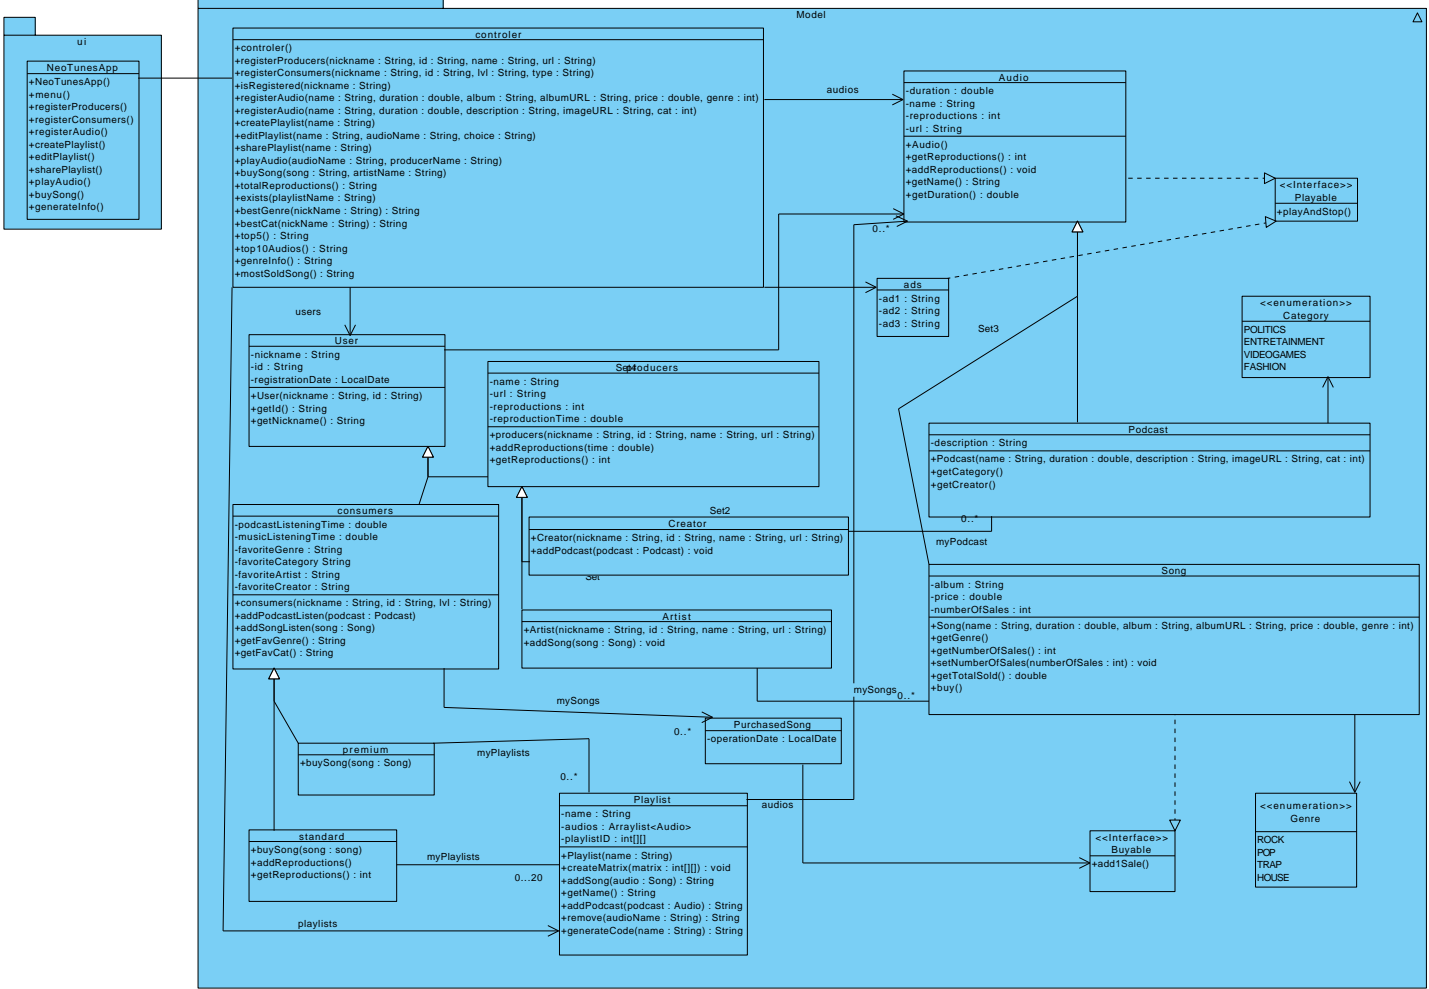 Model
ui
NeoTunesApp
+NeoTunesApp()
+menu()
+registerProducers()
+registerConsumers()
+registerAudio()
+createPlaylist()
+editPlaylist()
+sharePlaylist()
+playAudio()
+buySong()
+generateInfo()
controler
+controler()
+registerProducers(nickname : String, id : String, name : String, url : String)
+registerConsumers(nickname : String, id : String, lvl : String, type : String)
+isRegistered(nickname : String)
+registerAudio(name : String, duration : double, album : String, albumURL : String, price : double, genre : int)
+registerAudio(name : String, duration : double, description : String, imageURL : String, cat : int)
+createPlaylist(name : String)
+editPlaylist(name : String, audioName : String, choice : String)
+sharePlaylist(name : String)
+playAudio(audioName : String, producerName : String)
+buySong(song : String, artistName : String)
+totalReproductions() : String
+exists(playlistName : String)
+bestGenre(nickName : String) : String
+bestCat(nickName : String) : String
+top5() : String
+top10Audios() : String
+genreInfo() : String
+mostSoldSong() : String
audios
Audio
-duration : double
-name : String
-reproductions : int
-url : String
+Audio()
+getReproductions() : int
+addReproductions() : void
+getName() : String
+getDuration() : double
0..*
<<Interface>>
Playable
+playAndStop()
ads
-ad1 : String
-ad2 : String
-ad3 : String
users
User
-nickname : String
-id : String
-registrationDate : LocalDate
+User(nickname : String, id : String)
+getId() : String
+getNickname() : String
Set3
<<enumeration>>
Category
POLITICS
ENTRETAINMENT
VIDEOGAMES
FASHION
Set4
producers
-name : String
-url : String
-reproductions : int
-reproductionTime : double
+producers(nickname : String, id : String, name : String, url : String)
+addReproductions(time : double)
+getReproductions() : int
Podcast
-description : String
+Podcast(name : String, duration : double, description : String, imageURL : String, cat : int)
+getCategory()
+getCreator()
0..*
myPodcast
consumers
-podcastListeningTime : double
-musicListeningTime : double
-favoriteGenre : String
-favoriteCategory String
-favoriteArtist : String
-favoriteCreator : String
+consumers(nickname : String, id : String, lvl : String)
+addPodcastListen(podcast : Podcast)
+addSongListen(song : Song)
+getFavGenre() : String
+getFavCat() : String
Set2
Creator
+Creator(nickname : String, id : String, name : String, url : String)
+addPodcast(podcast : Podcast) : void
Set
Artist
+Artist(nickname : String, id : String, name : String, url : String)
+addSong(song : Song) : void
Song
-album : String
-price : double
-numberOfSales : int
+Song(name : String, duration : double, album : String, albumURL : String, price : double, genre : int)
+getGenre()
+getNumberOfSales() : int
+setNumberOfSales(numberOfSales : int) : void
+getTotalSold() : double
+buy()
mySongs
0..*
mySongs
0..*
PurchasedSong
-operationDate : LocalDate
premium
+buySong(song : Song)
myPlaylists
0..*
Playlist
-name : String
-audios : Arraylist<Audio>
-playlistID : int[][]
+Playlist(name : String)
+createMatrix(matrix : int[][]) : void
+addSong(audio : Song) : String
+getName() : String
+addPodcast(podcast : Audio) : String
+remove(audioName : String) : String
+generateCode(name : String) : String
audios
standard
+buySong(song : song)
+addReproductions()
+getReproductions() : int
myPlaylists
0...20
playlists
<<Interface>>
Buyable
+add1Sale()
<<enumeration>>
Genre
ROCK
POP
TRAP
HOUSE